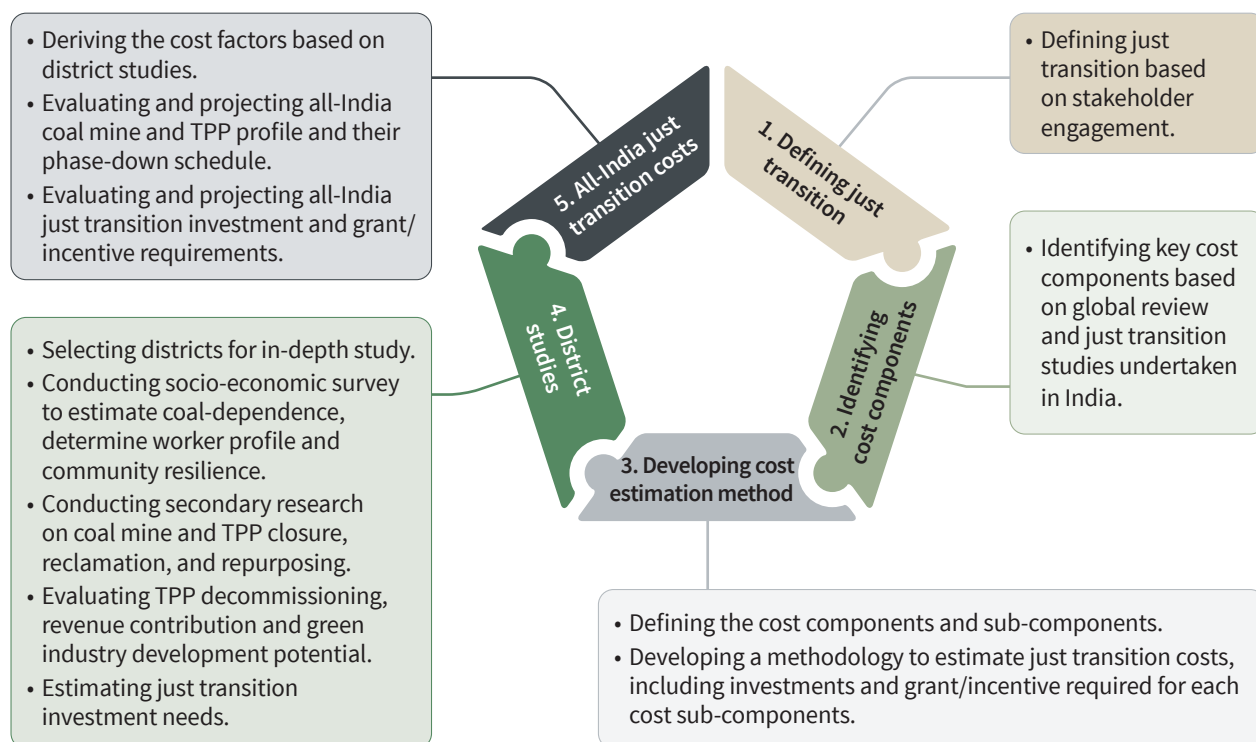 1. Defining just
transition
• Defining just
transition based
on stakeholder
engagement.
2. Identifying
cost components
• Identifying key cost
components based
on global review
and just transition
studies undertaken
in India.
3. Developing cost
estimation method
• Defining the cost components and sub-components.
• Developing a methodology to estimate just transition costs,
including investments and grant/incentive required for each
cost sub-components.
4. District
studies
• Selecting districts for in-depth study.
• Conducting socio-economic survey
to estimate coal-dependence,
determine worker profile and
community resilience.
• Conducting secondary research
on coal mine and TPP closure,
reclamation, and repurposing.
• Evaluating TPP decommissioning,
revenue contribution and green
industry development potential.
• Estimating just transition
investment needs.
5. All-India just
transition costs
• Deriving the cost factors based on
district studies.
• Evaluating and projecting all-India
coal mine and TPP profile and their
phase-down schedule.
• Evaluating and projecting all-India
just transition investment and grant/
incentive requirements.